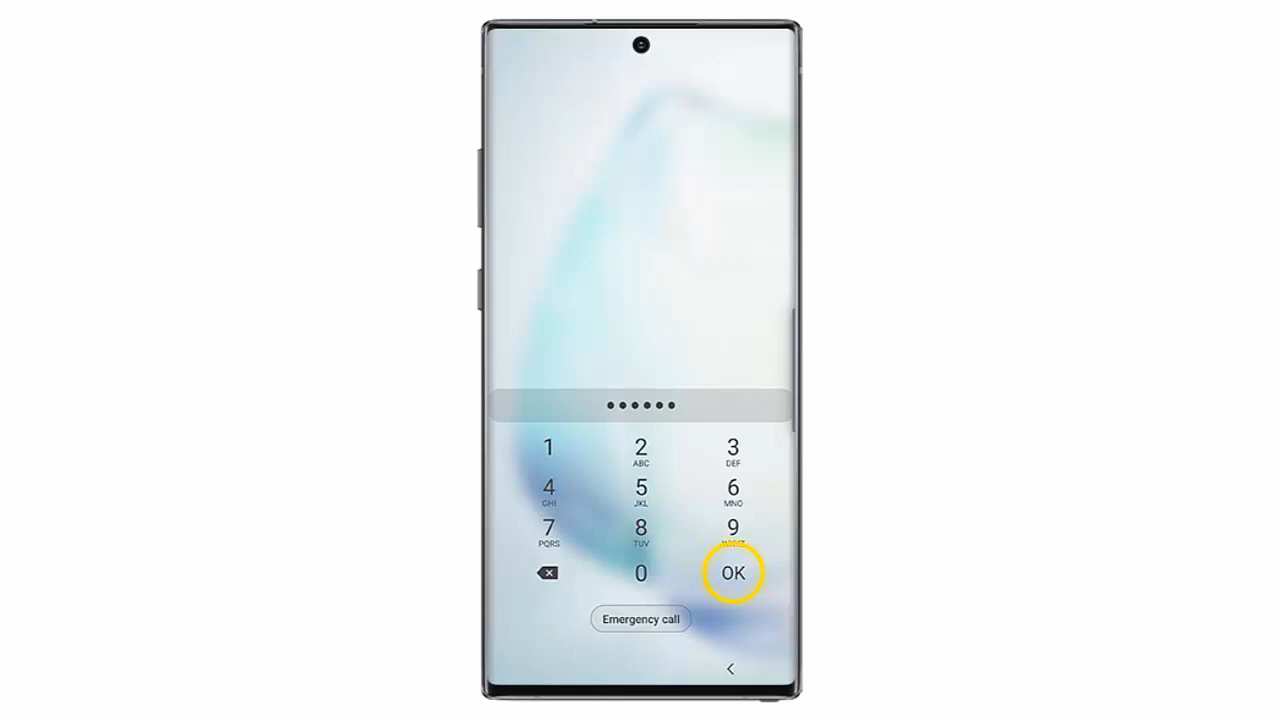 1 2 3
ABC DEF
4 5 6
GHI JKL MNO
7 8 9
PQRS TUV
0 OK
Emergency call